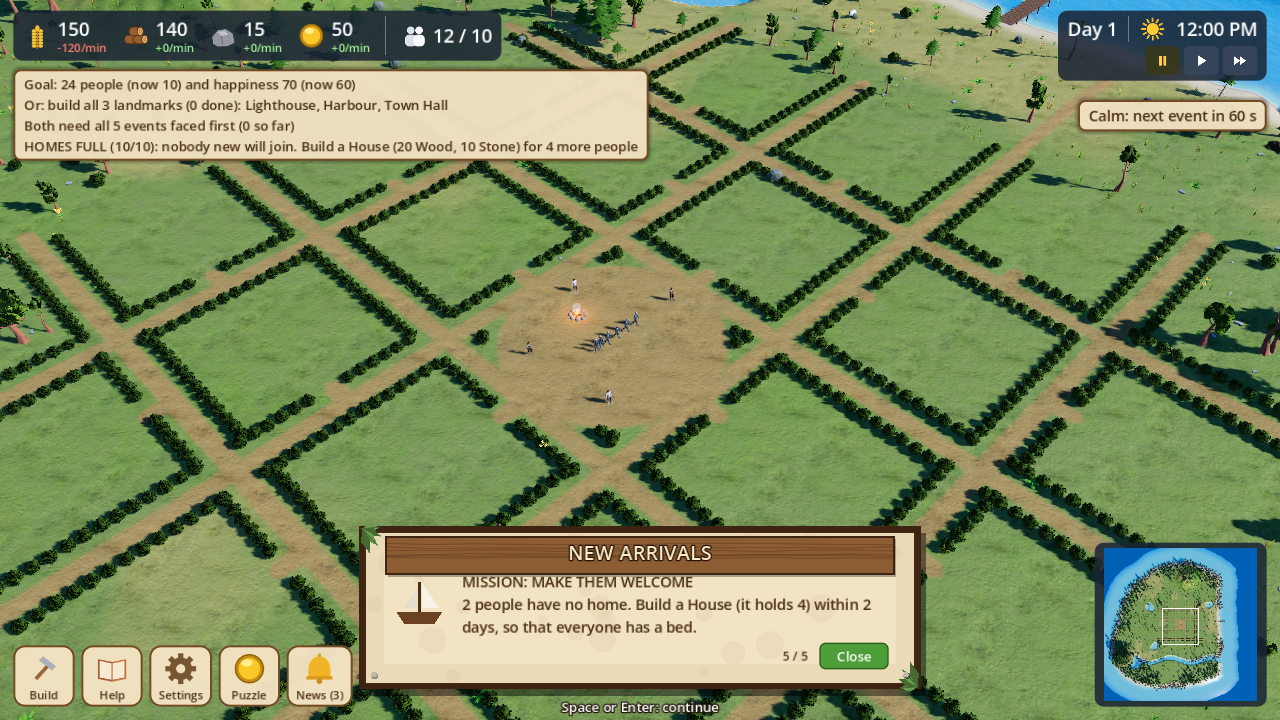 150
-120/min
140
+0/min
15
+0/min
50
+0/min
12 / 10
Day 1
12:00 PM
Goal: 24 people (now 10) and happiness 70 (now 60)
Or: build all 3 landmarks (0 done): Lighthouse, Harbour, Town Hall
Both need all 5 events faced first (0 so far)
HOMES FULL (10/10): nobody new will join. Build a House (20 Wood, 10 Stone) for 4 more people
Calm: next event in 60 s
NEW ARRIVALS
MISSION: MAKE THEM WELCOME
2 people have no home. Build a House (it holds 4) within 2
days, so that everyone has a bed.
5 / 5
Close
Build
Help
Settings
Puzzle
News (3)
Space or Enter: continue